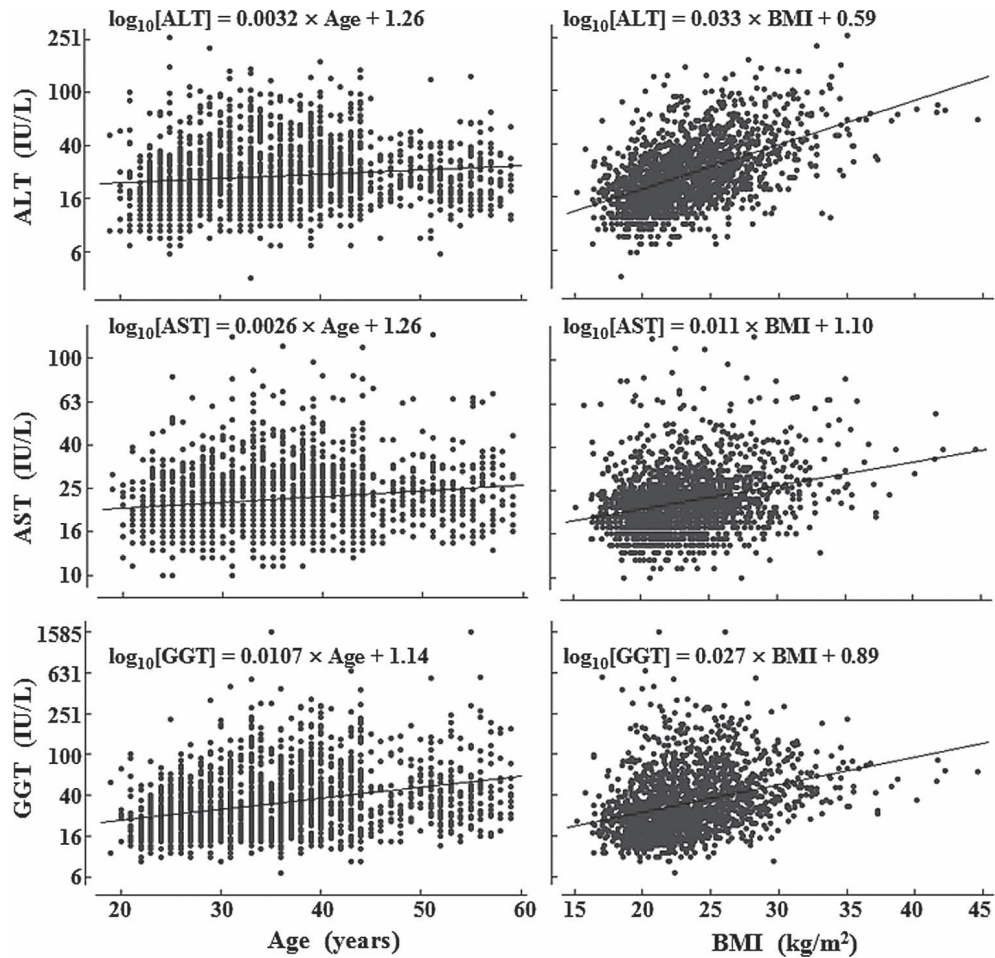 log10[ALT] = 0.0032 × Age + 1.26
log10[ALT] = 0.033 × BMI + 0.59
251
100
40
16
6
ALT (IU/L)
log10[AST] = 0.0026 × Age + 1.26
log10[AST] = 0.011 × BMI + 1.10
100
63
40
25
16
10
AST (IU/L)
log10[GGT] = 0.0107 × Age + 1.14
log10[GGT] = 0.027 × BMI + 0.89
1585
631
251
100
40
16
6
GGT (IU/L)
20 30 40 50 60
15 20 25 30 35 40 45
Age (years)
BMI (kg/m²)